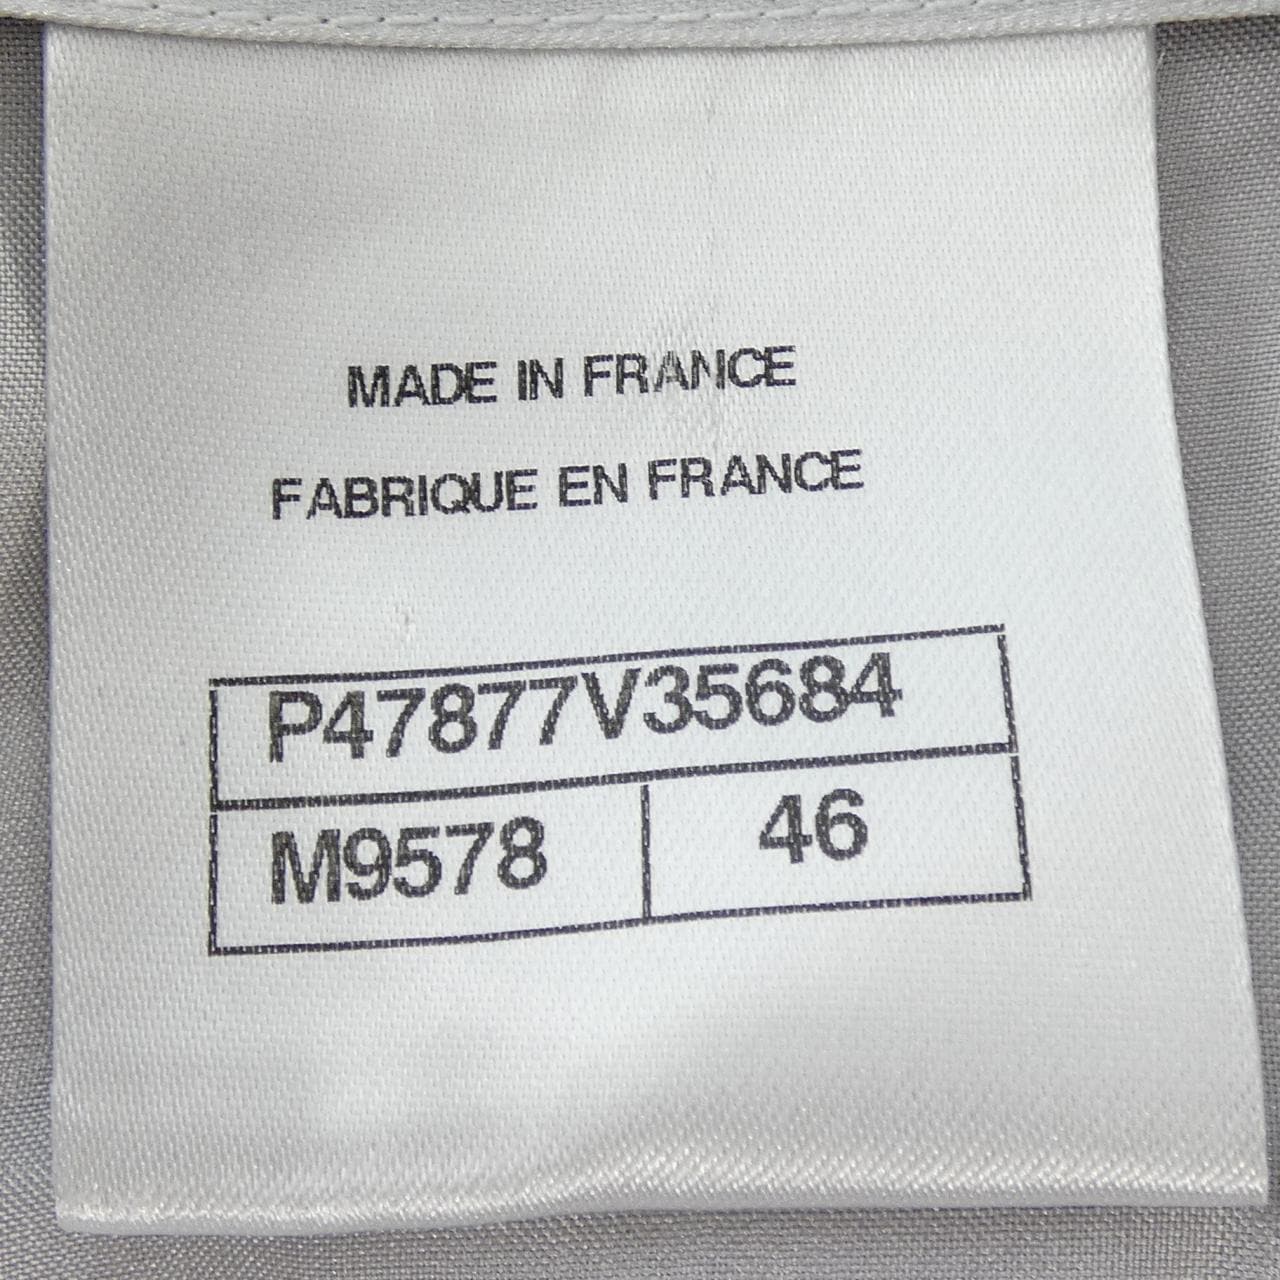 MADE IN FRANCE
FABRIQUE EN FRANCE
P47877V35684
M9578 46